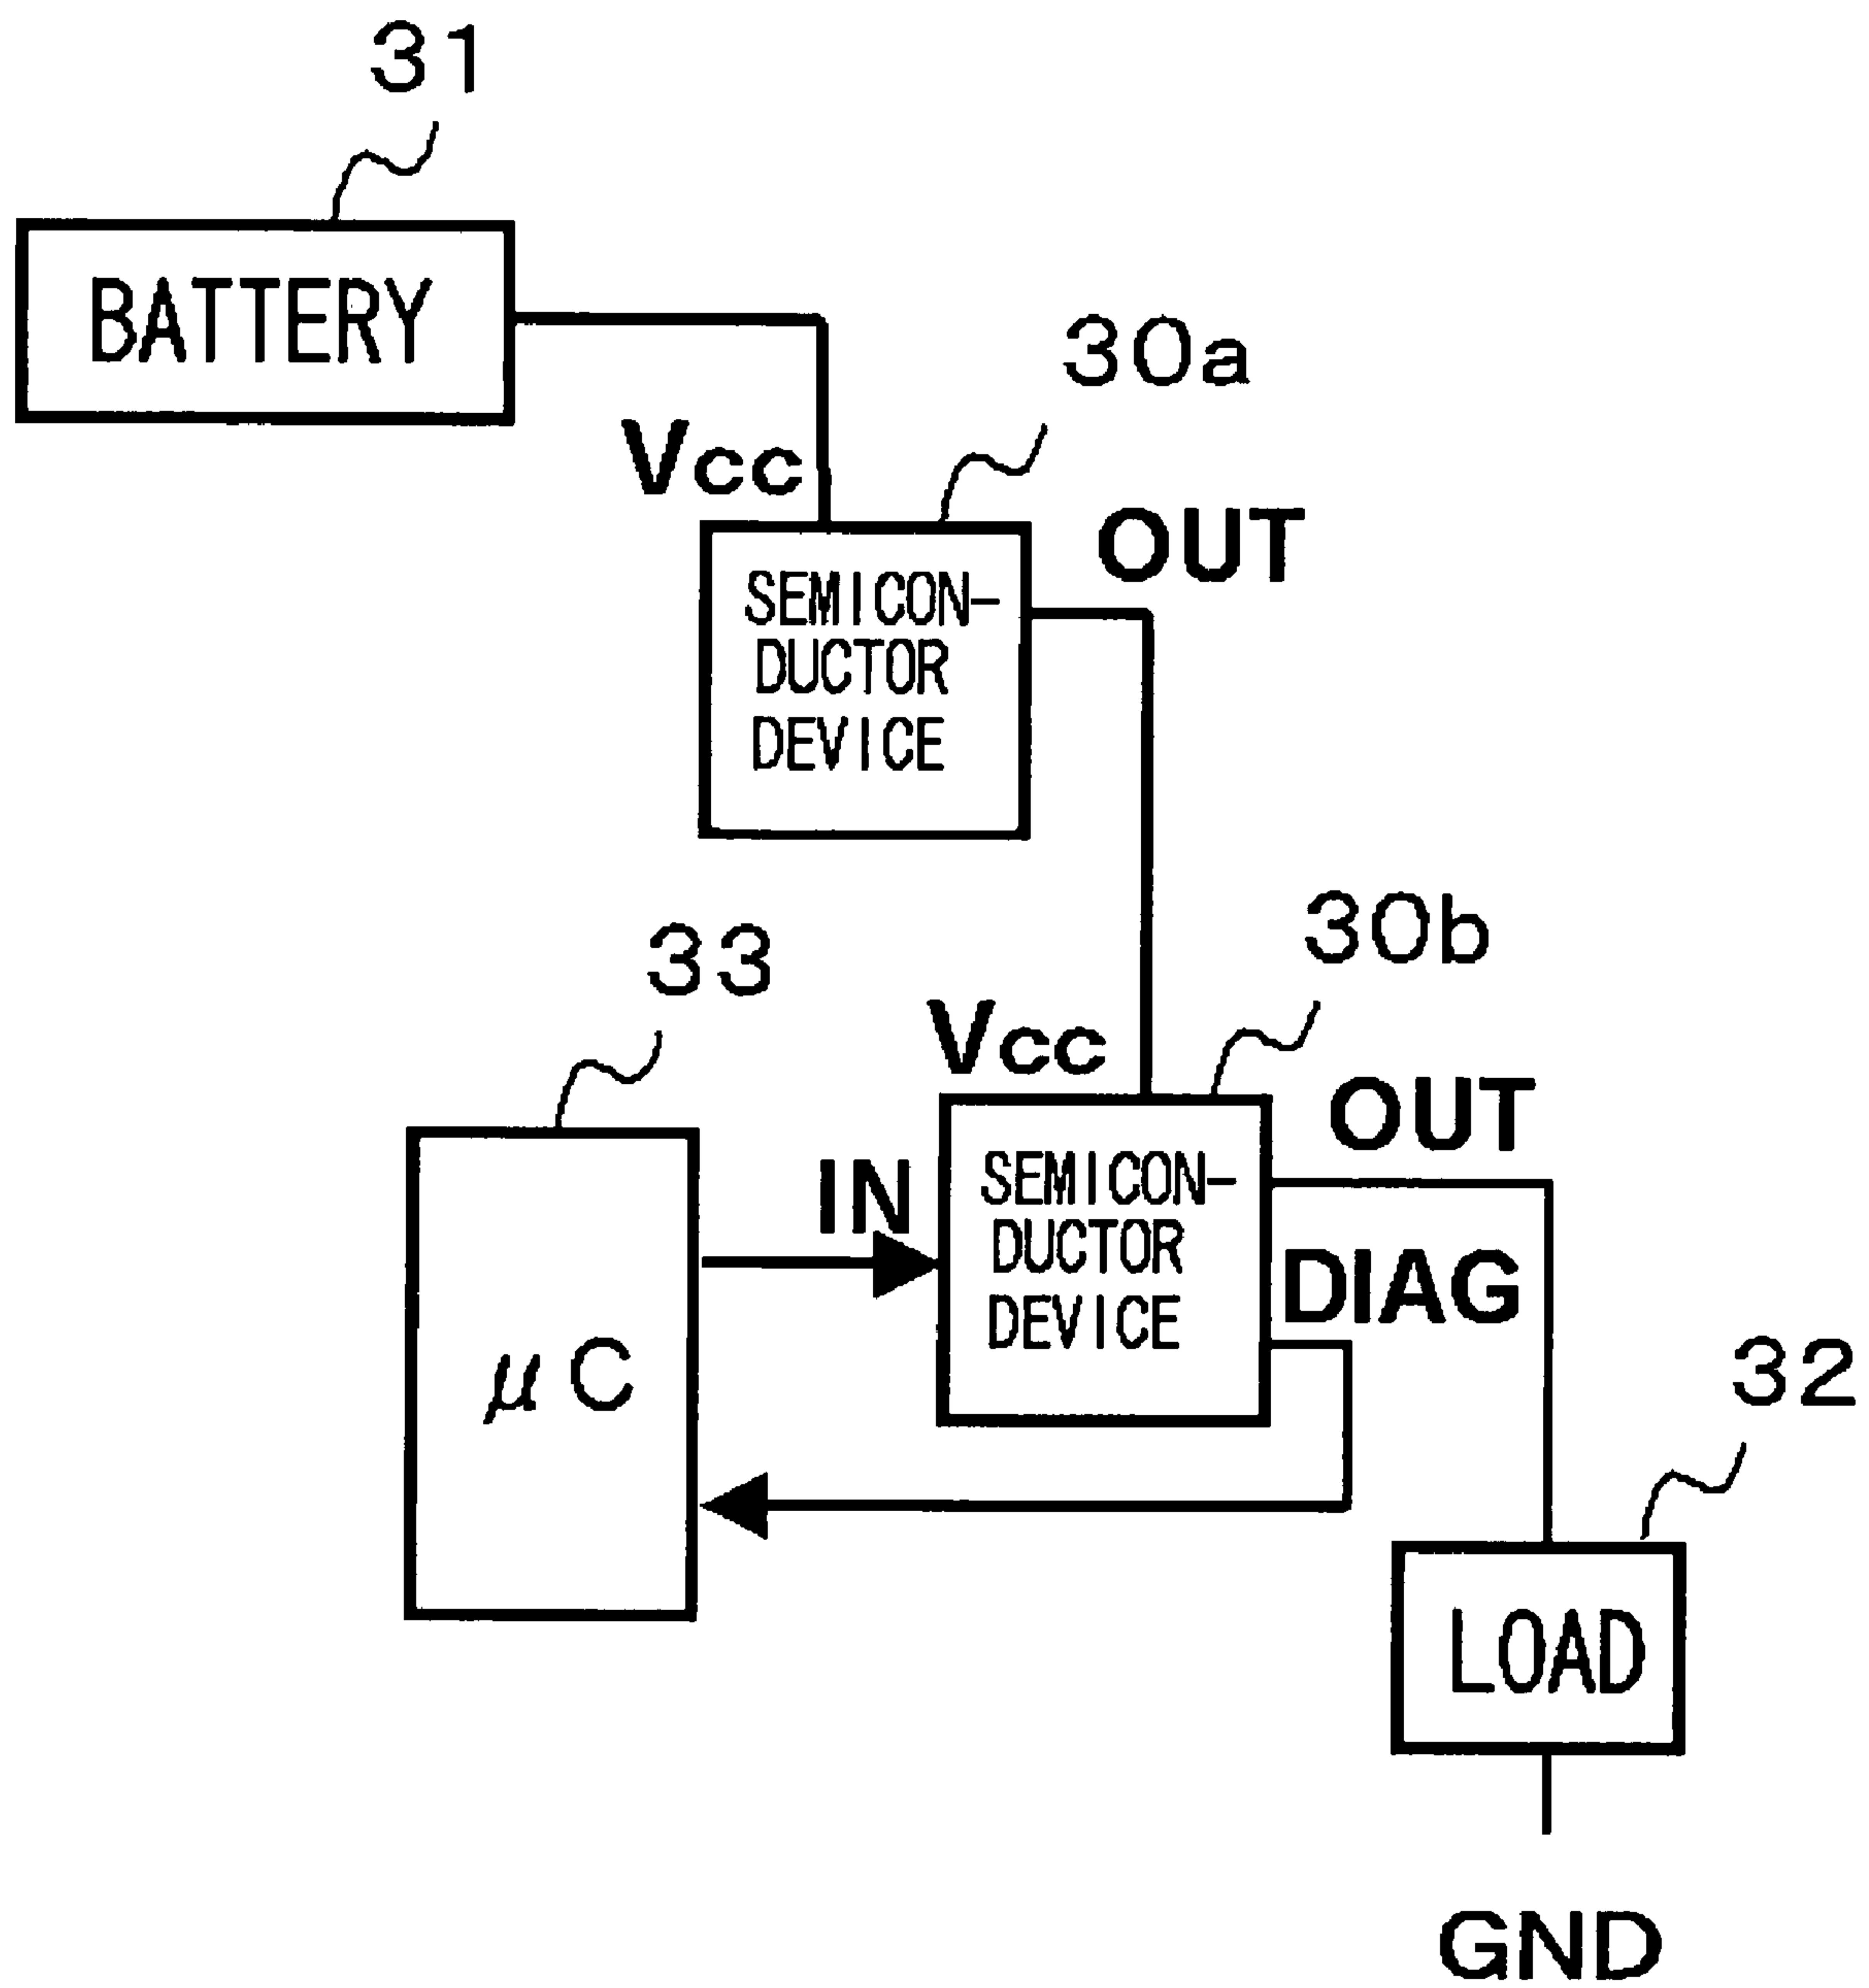 31
BATTERY
30a
Vcc
OUT
SEMICON-
DUCTOR
DEVICE
33
30b
Vcc
OUT
IN
SEMICON-
DUCTOR
DEVICE
DIAG
μC
32
LOAD
GND